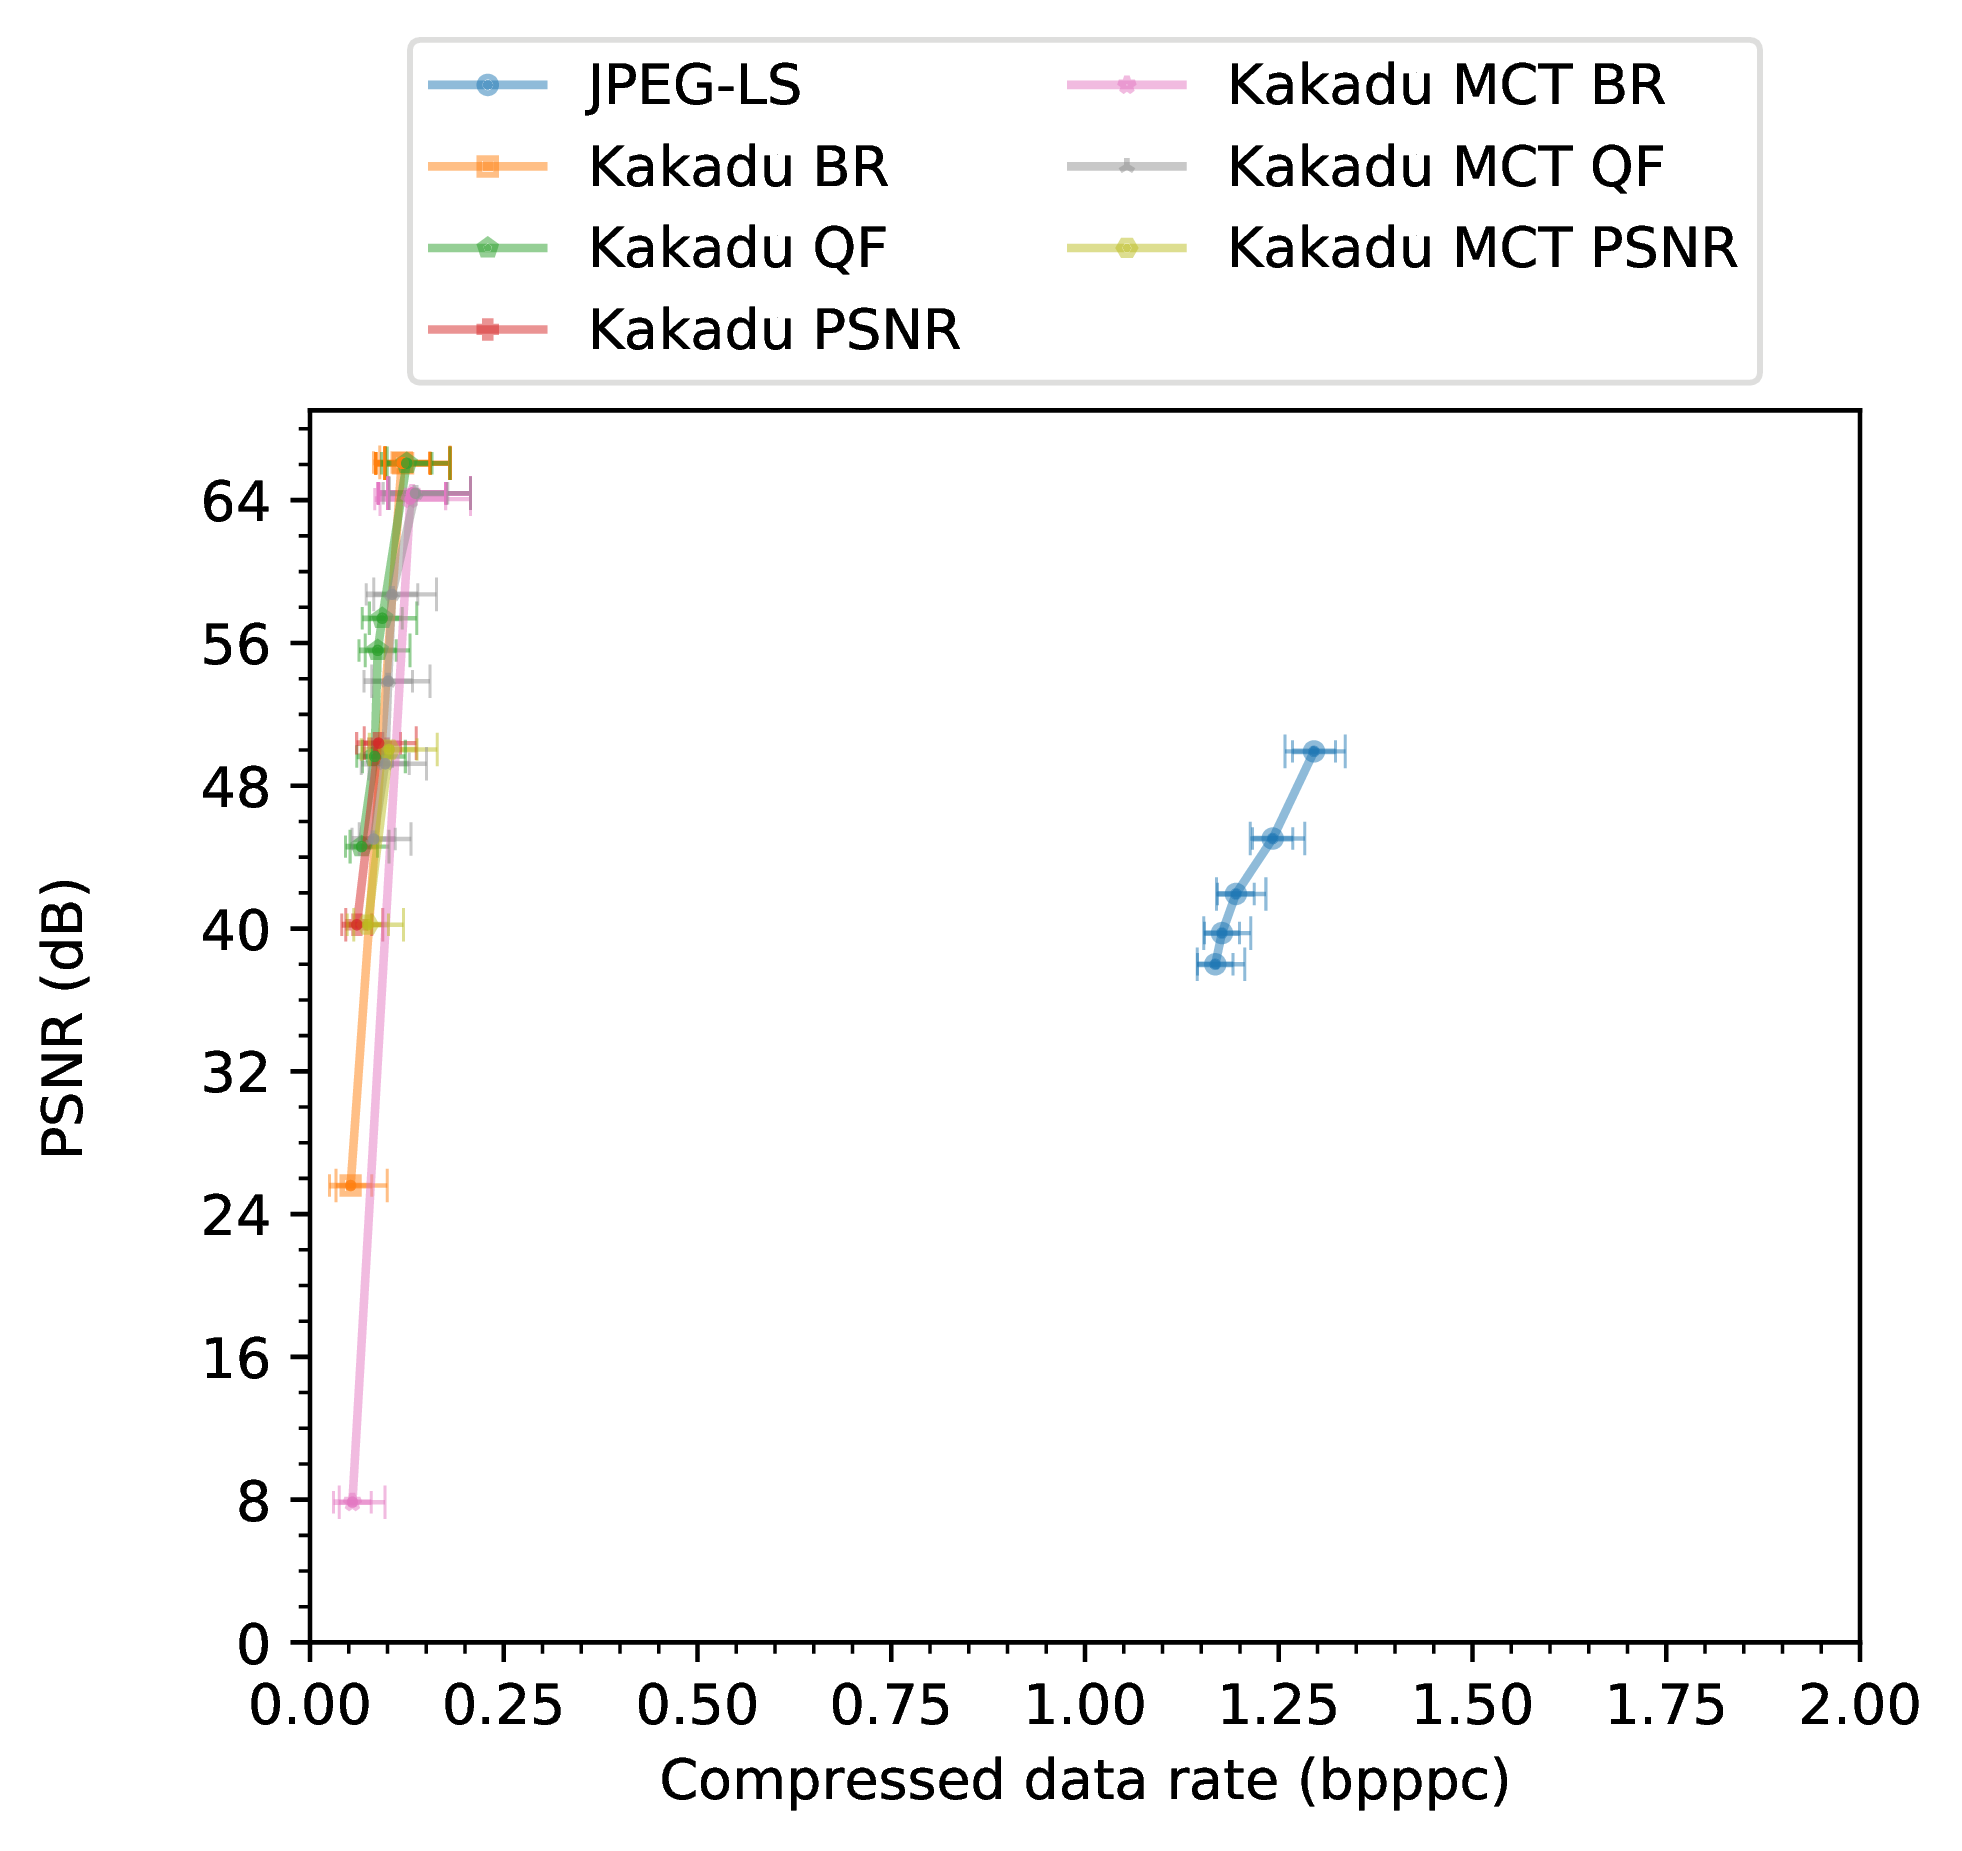 JPEG-LS
Kakadu BR
Kakadu QF
Kakadu PSNR
Kakadu MCT BR
Kakadu MCT QF
Kakadu MCT PSNR
PSNR (dB)
64
56
48
40
32
24
16
8
0
0.00 0.25 0.50 0.75 1.00 1.25 1.50 1.75 2.00
Compressed data rate (bpppc)